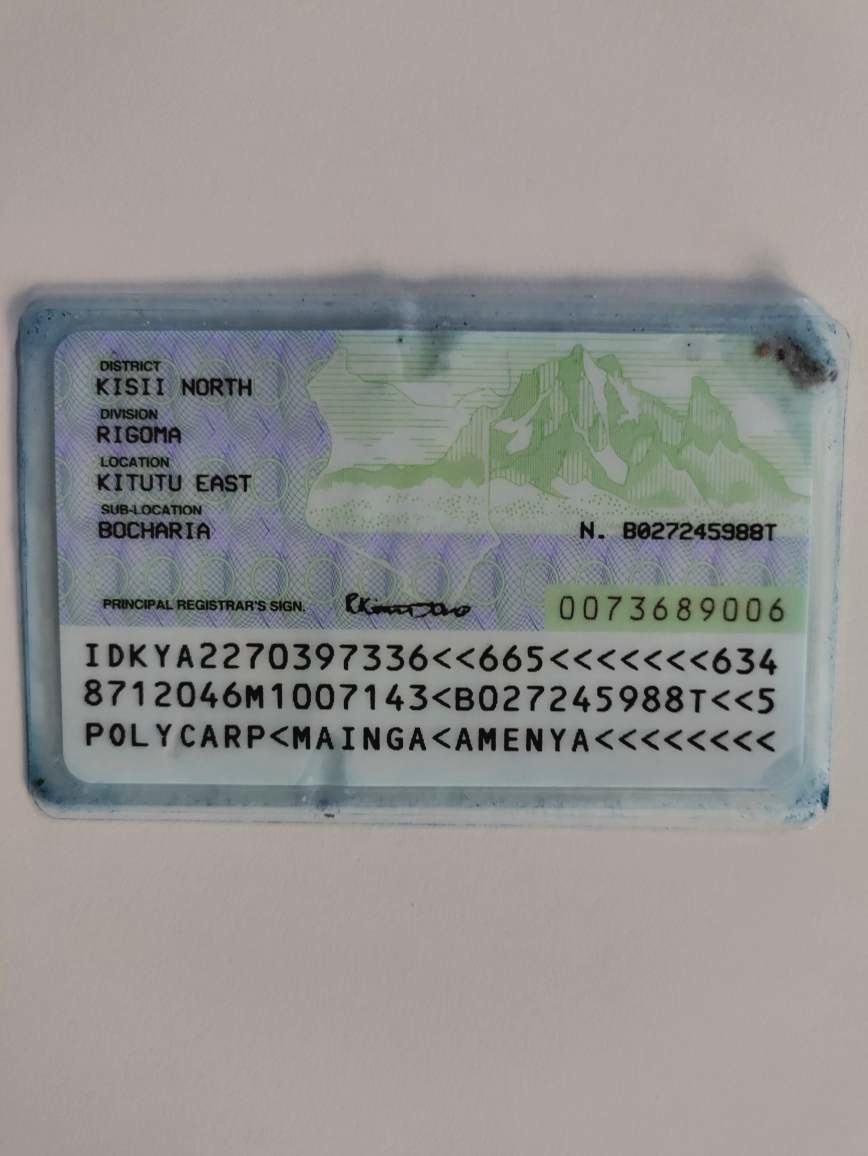 DISTRICT
KISII NORTH
DIVISION
RIGOMA
LOCATION
KITUTU EAST
SUB-LOCATION
BOCHARIA
N. B027245988T
PRINCIPAL REGISTRAR'S SIGN.
0073689006
IDKYA2270397336<<665<<<<<<<634
8712046M1007143<B027245988T<<5
POLYCARP<MAINGA<AMENYA<<<<<<<<